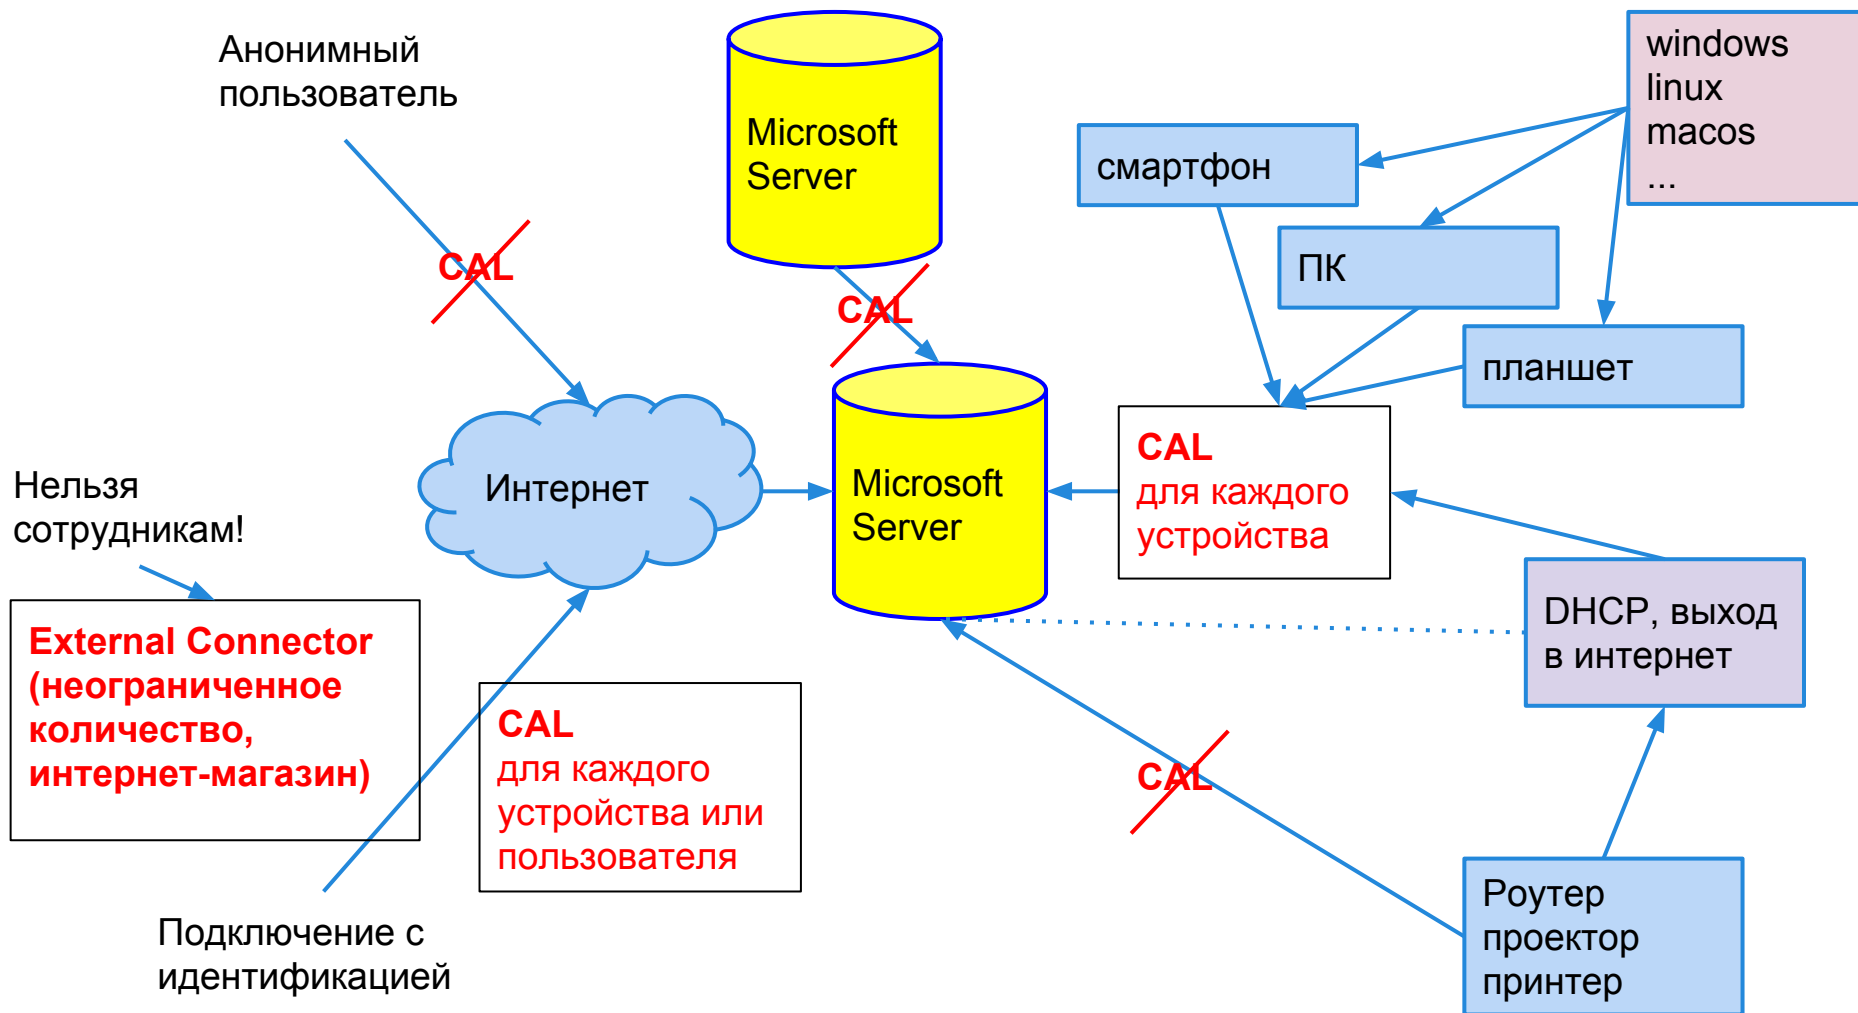 Анонимный
пользователь
Microsoft
Server
windows
linux
macos
...
смартфон
ПК
планшет
CAL
CAL
Нельзя
сотрудникам!
Интернет
Microsoft
Server
CAL
для каждого
устройства
External Connector
(неограниченное
количество,
интернет-магазин)
CAL
для каждого
устройства или
пользователя
DHCP, выход
в интернет
CAL
Подключение с
идентификацией
Роутер
проектор
принтер